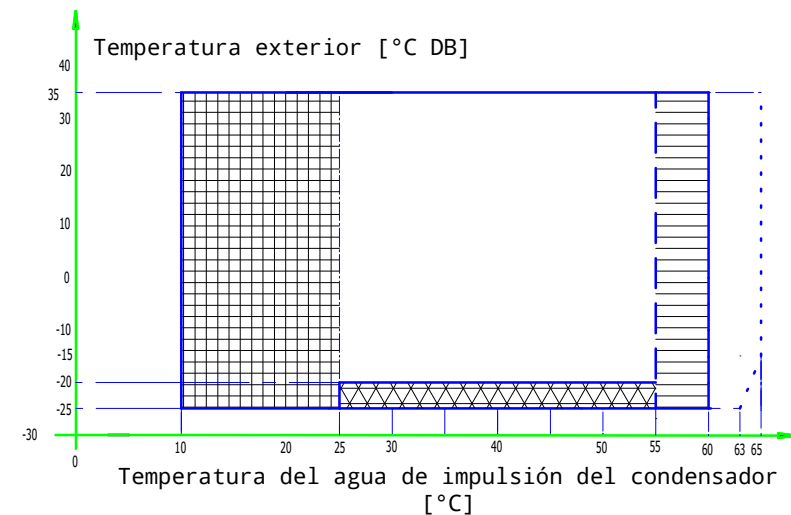 Temperatura exterior [°C DB]
40
35
30
20
10
0
-10
-15
-20
-25
-30
0 10 20 25 30 40 50 55 60 63 65
Temperatura del agua de impulsión del condensador
[°C]